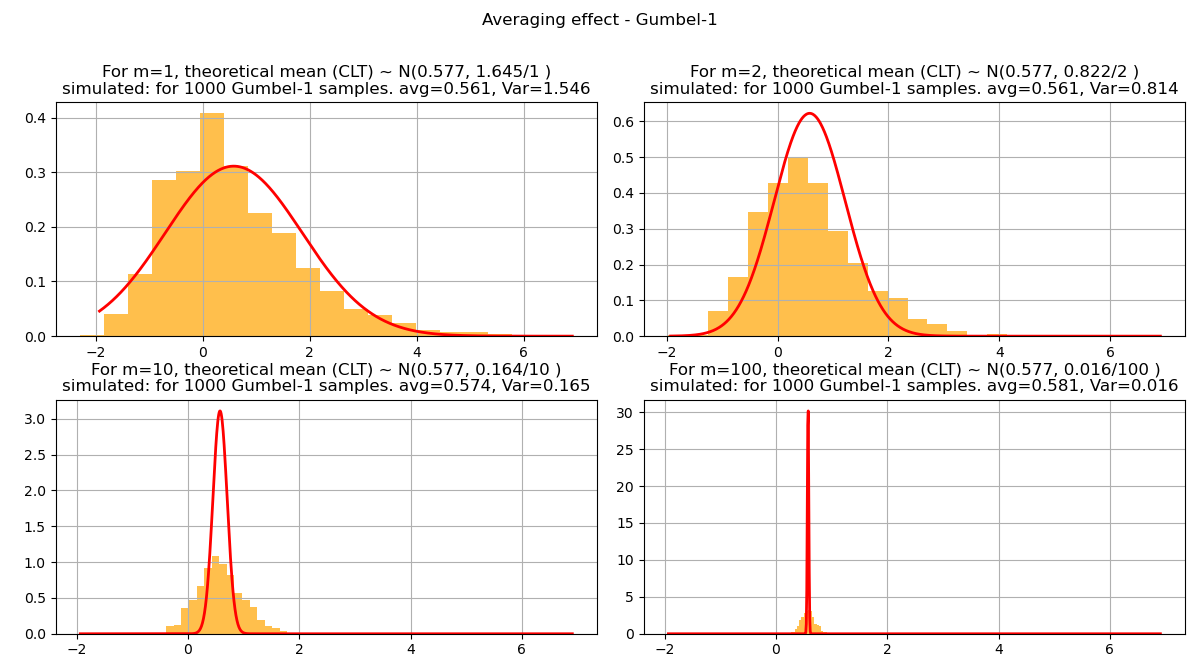 Averaging effect - Gumbel-1
For m=1, theoretical mean (CLT) ~ N(0.577, 1.645/1 )
simulated: for 1000 Gumbel-1 samples. avg=0.561, Var=1.546
0.4
0.3
0.2
0.1
0.0
−2 0 2 4 6
For m=2, theoretical mean (CLT) ~ N(0.577, 0.822/2 )
simulated: for 1000 Gumbel-1 samples. avg=0.561, Var=0.814
0.6
0.5
0.4
0.3
0.2
0.1
0.0
−2 0 2 4 6
For m=10, theoretical mean (CLT) ~ N(0.577, 0.164/10 )
simulated: for 1000 Gumbel-1 samples. avg=0.574, Var=0.165
3.0
2.5
2.0
1.5
1.0
0.5
0.0
−2 0 2 4 6
For m=100, theoretical mean (CLT) ~ N(0.577, 0.016/100 )
simulated: for 1000 Gumbel-1 samples. avg=0.581, Var=0.016
30
25
20
15
10
5
0
−2 0 2 4 6